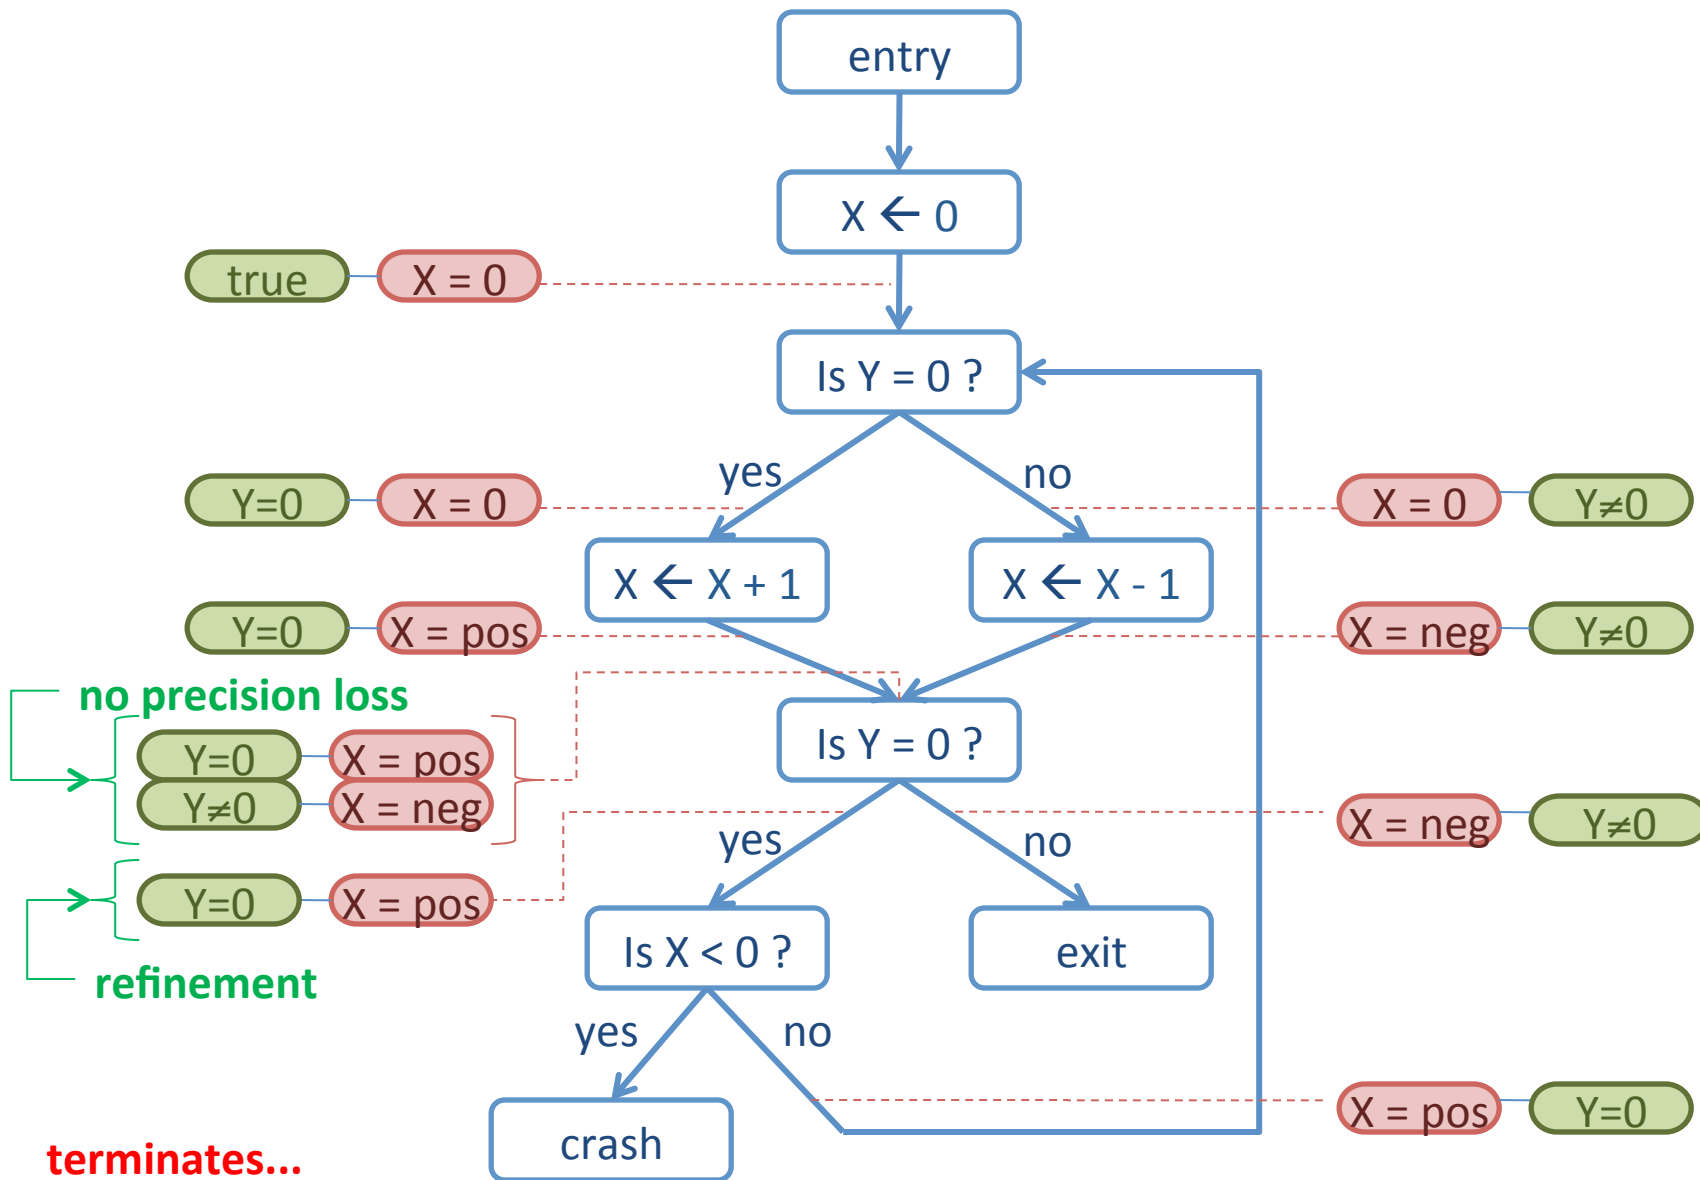 entry
X ← 0
true X = 0
Is Y = 0 ?
yes no
Y=0 X = 0
X = 0 Y≠0
X ← X + 1
X ← X - 1
Y=0 X = pos
X = neg Y≠0
no precision loss
Y=0 X = pos
Y≠0 X = neg
Is Y = 0 ?
X = neg Y≠0
yes no
Y=0 X = pos
refinement
Is X < 0 ?
exit
yes no
X = pos Y=0
crash
terminates...